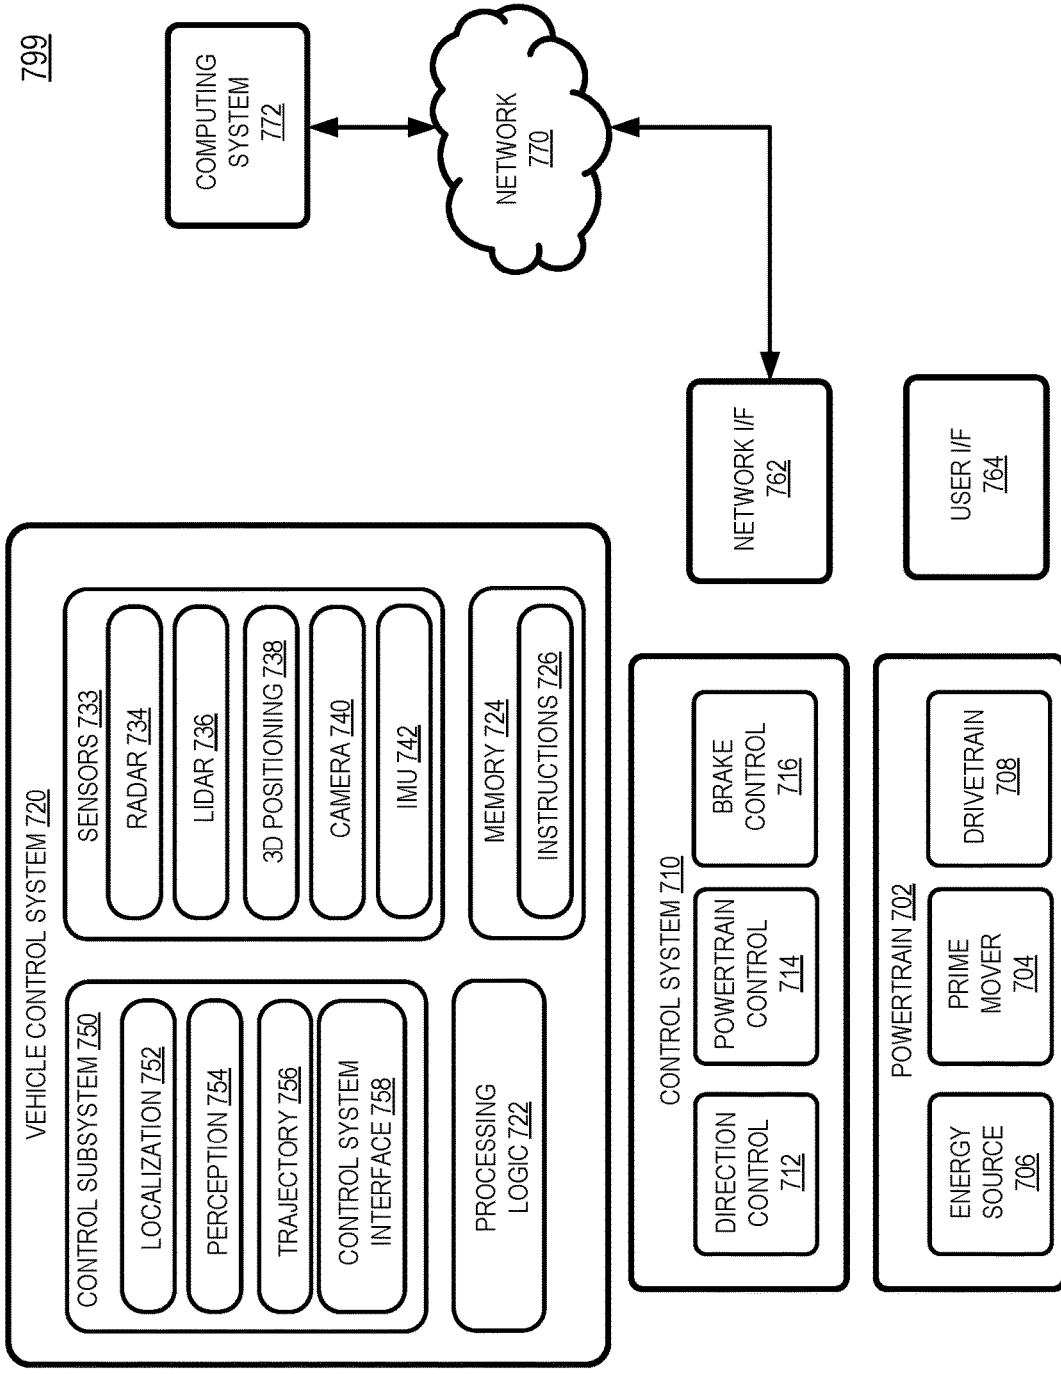 799
VEHICLE CONTROL SYSTEM 720
CONTROL SUBSYSTEM 750
LOCALIZATION 752
PERCEPTION 754
TRAJECTORY 756
CONTROL SYSTEM
INTERFACE 758
PROCESSING
LOGIC 722
SENSORS 733
RADAR 734
LIDAR 736
3D POSITIONING 738
CAMERA 740
IMU 742
MEMORY 724
INSTRUCTIONS 726
COMPUTING
SYSTEM
772
NETWORK
770
CONTROL SYSTEM 710
DIRECTION
CONTROL
712
POWERTRAIN
CONTROL
714
BRAKE
CONTROL
716
NETWORK I/F
762
POWERTRAIN 702
ENERGY
SOURCE
706
PRIME
MOVER
704
DRIVETRAIN
708
USER I/F
764